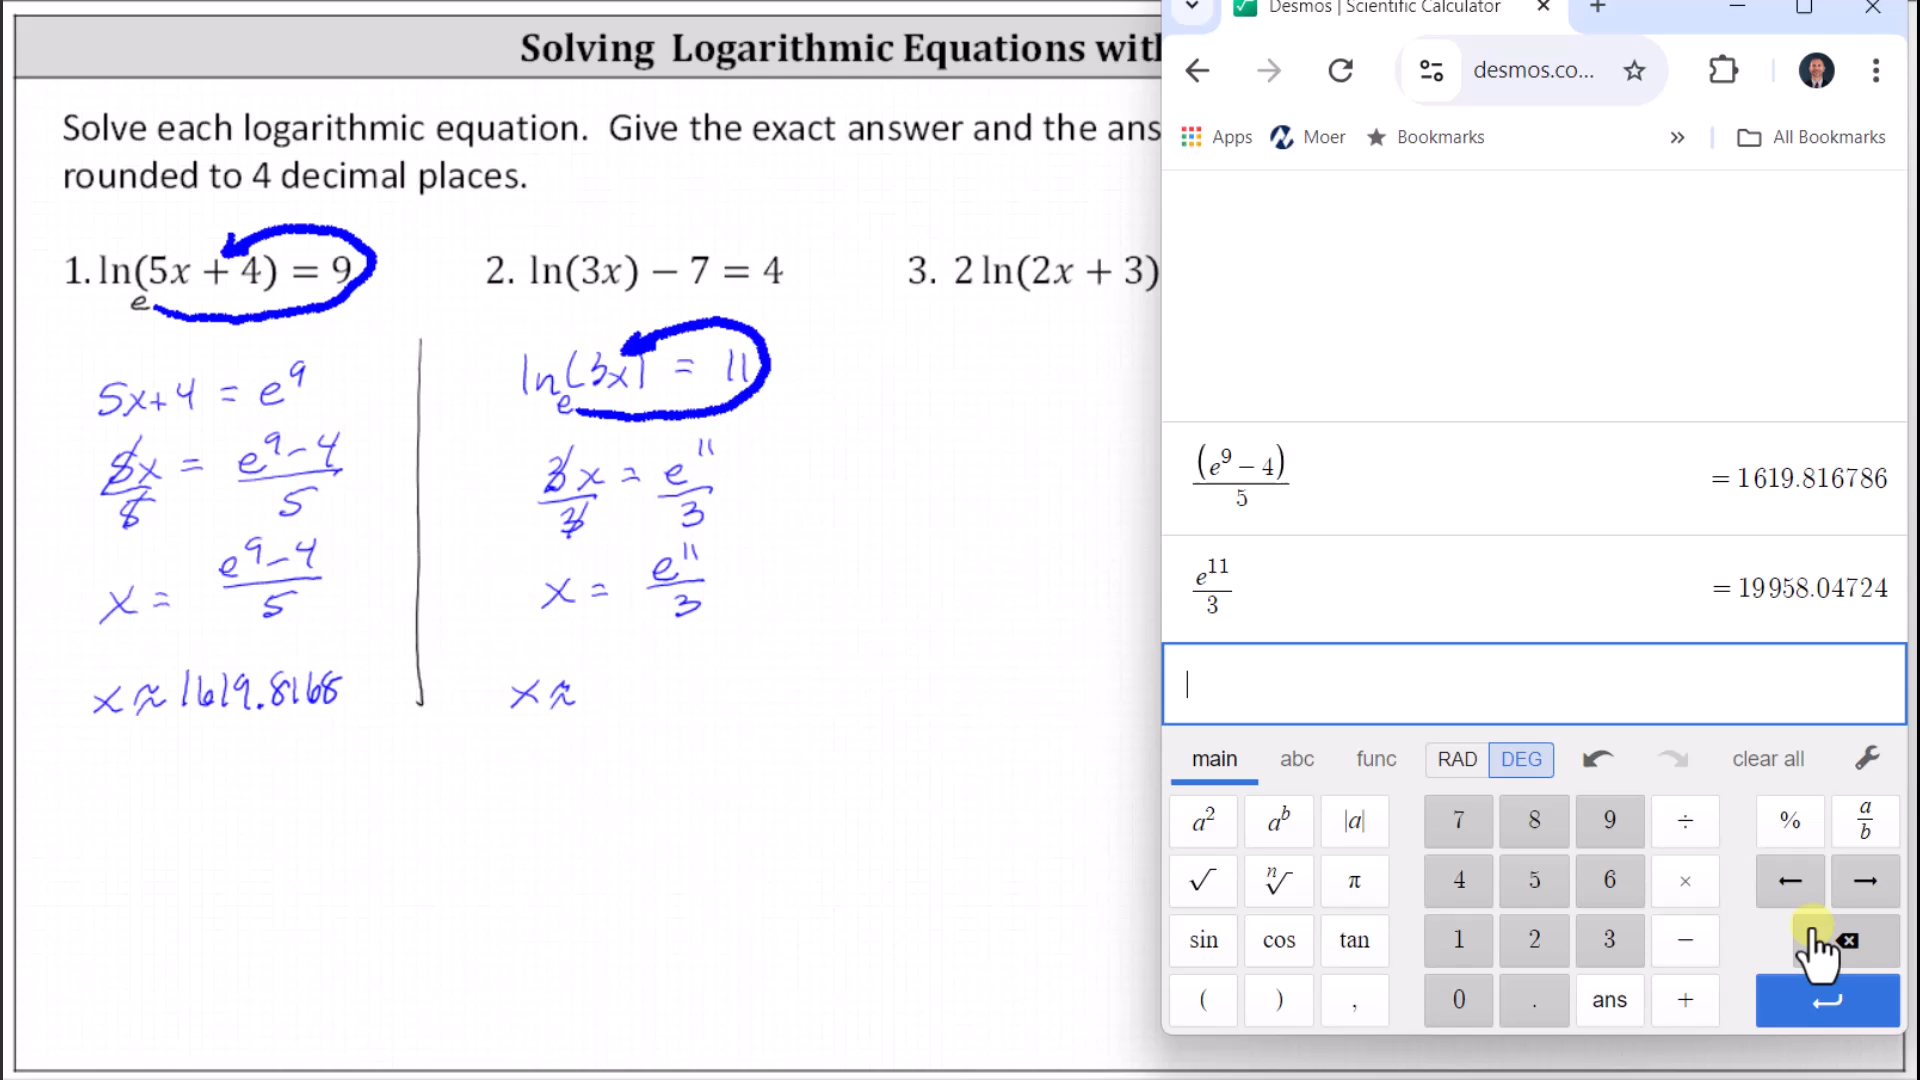 Solving Logarithmic Equations with
Solve each logarithmic equation. Give the exact answer and the ans
rounded to 4 decimal places.
1. ln(5x + 4) = 9
e
5x+4 = e^9
5x/5 = (e^9-4)/5
x = (e^9-4)/5
x ≈ 1619.8168
2. ln(3x) − 7 = 4
ln(3x) = 11
e
3x/3 = e^11/3
x = e^11/3
x ≈
3. 2 ln(2x + 3)
Desmos | Scientific Calculator
desmos.co...
Apps Moer Bookmarks » All Bookmarks
(e^9 − 4)/5 = 1619.816786
e^11/3 = 19958.04724
main abc func RAD DEG clear all
a^2 a^b |a| 7 8 9 ÷ % a/b
√ n√ π 4 5 6 × ← →
sin cos tan 1 2 3 −
( ) , 0 . ans +